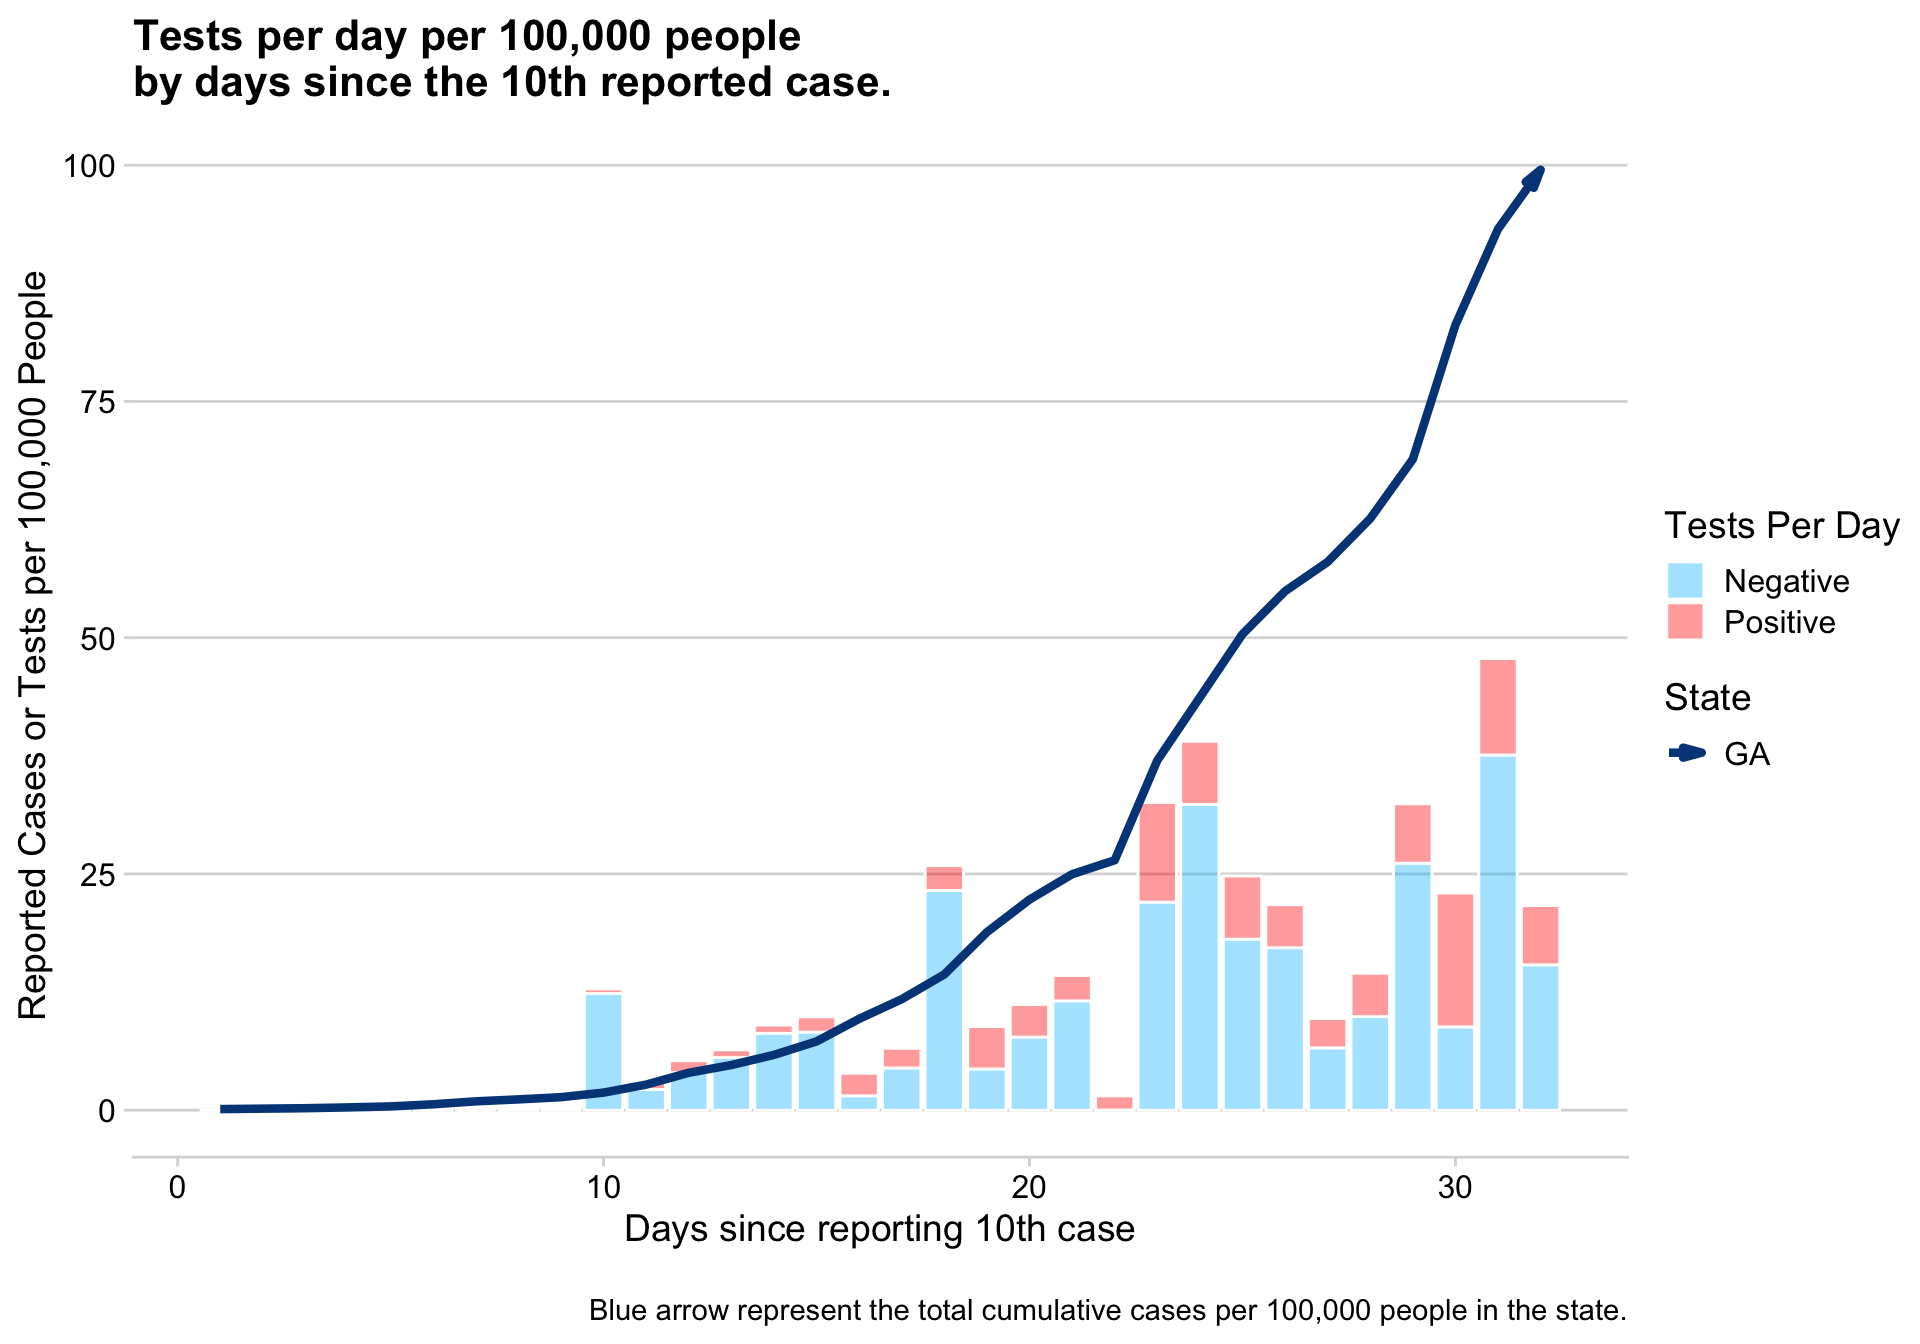 Tests per day per 100,000 people
by days since the 10th reported case.
Reported Cases or Tests per 100,000 People
100
75
50
25
0
0
10
20
30
Days since reporting 10th case
Tests Per Day
Negative
Positive
State
GA
Blue arrow represent the total cumulative cases per 100,000 people in the state.